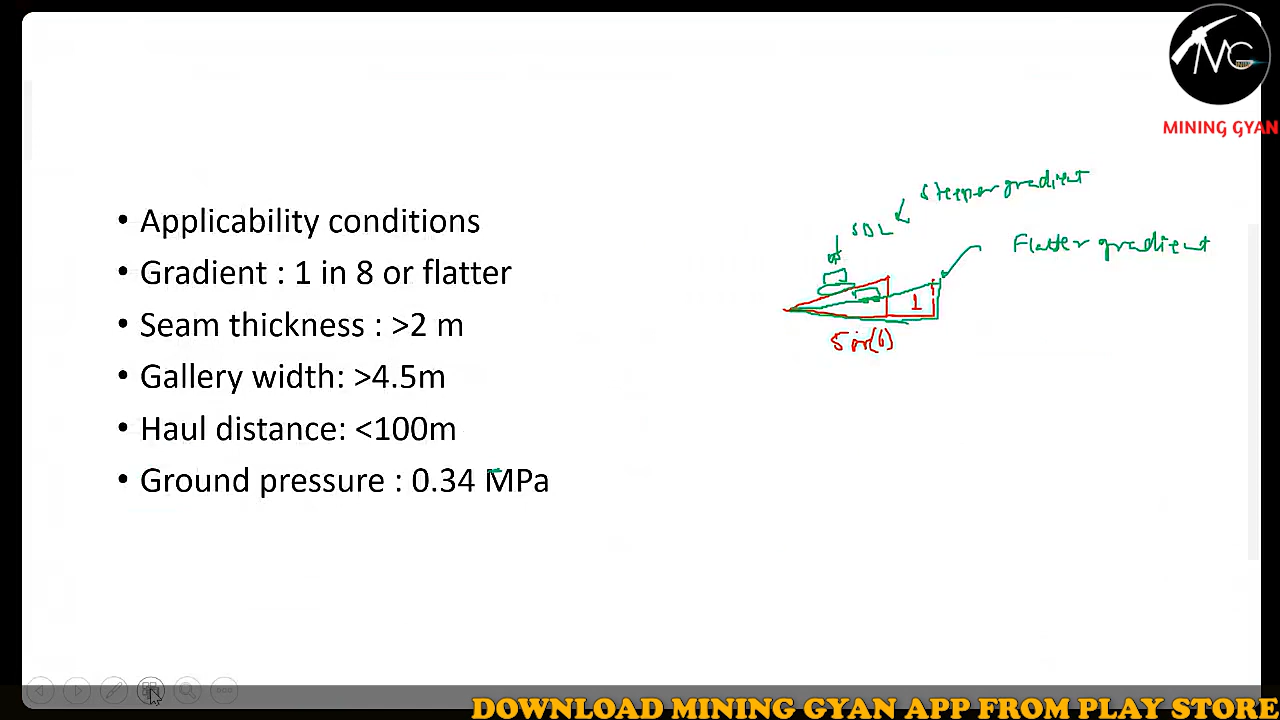 MG
MINING GYAN
• Applicability conditions
• Gradient : 1 in 8 or flatter
• Seam thickness : >2 m
• Gallery width: >4.5m
• Haul distance: <100m
• Ground pressure : 0.34 MPa
Steeper gradient
SDL
Flatter gradient
1
DOWNLOAD MINING GYAN APP FROM PLAY STORE